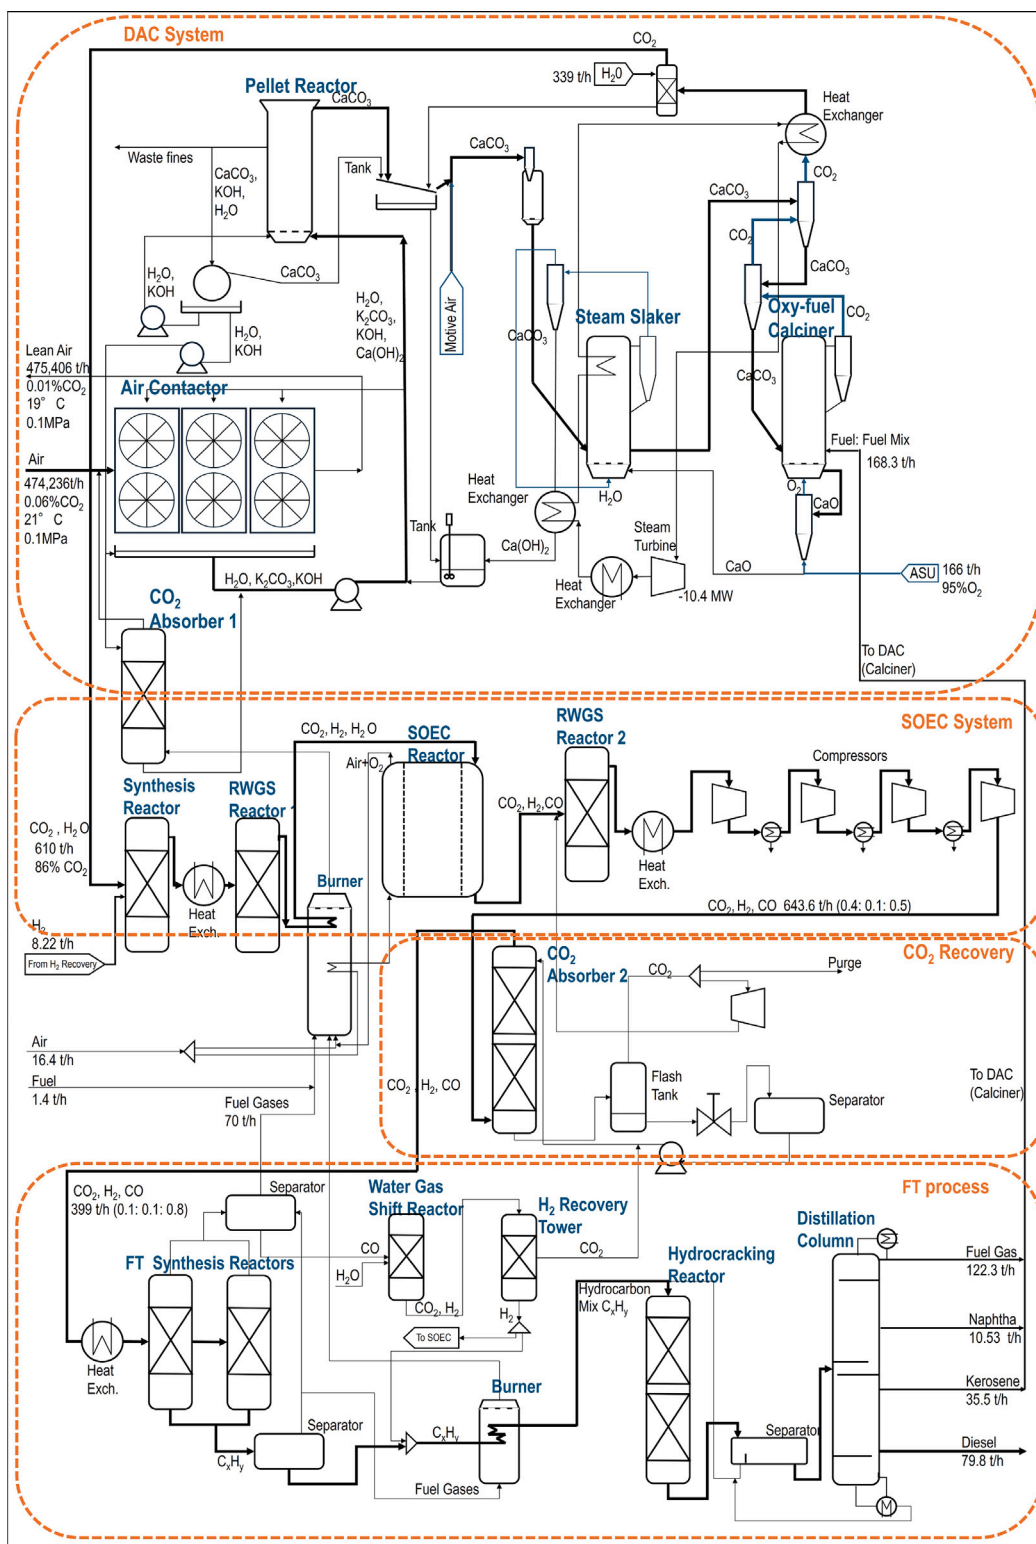 DAC System
CO2
339 t/h
H20
Heat
Exchanger
Pellet Reactor
CaCO3
CaCO3
Waste fines
Tank
CaCO3,
KOH,
H2O
CO2
CaCO3
CO2
CaCO3
H2O,
KOH
CaCO3
H2O,
K2CO3,
KOH,
Ca(OH)2
Motive Air
Steam Slaker
Oxy-fuel
Calciner
CO2
CaCO3
CaCO3
H2O,
KOH
Lean Air
475,406 t/h
0.01%CO2
19° C
0.1MPa
Air Contactor
Air
474,236t/h
0.06%CO2
21° C
0.1MPa
Fuel: Fuel Mix
168.3 t/h
Heat
Exchanger
H2O
O2
CaO
Tank
Ca(OH)2
Steam
Turbine
H2O, K2CO3,KOH
Heat
Exchanger
-10.4 MW
CaO
ASU
166 t/h
95%O2
CO2
Absorber 1
To DAC
(Calciner)
SOEC System
CO2, H2, H2O
SOEC
Reactor
RWGS
Reactor 2
Air+O2
Compressors
Synthesis
Reactor
RWGS
Reactor 1
CO2, H2,CO
CO2 , H2O
610 t/h
86% CO2
Burner
Heat
Exch.
Heat
Exch.
CO2, H2, CO 643.6 t/h (0.4: 0.1: 0.5)
H2
8.22 t/h
From H2 Recovery
CO2 Recovery
CO2
Absorber 2
CO2
Purge
Air
16.4 t/h
Fuel
1.4 t/h
CO2 , H2, CO
Flash
Tank
Separator
To DAC
(Calciner)
Fuel Gases
70 t/h
FT process
CO2, H2, CO
399 t/h (0.1: 0.1: 0.8)
Separator
Water Gas
Shift Reactor
H2 Recovery
Tower
Distillation
Column
FT Synthesis Reactors
CO
H2O
CO2
Hydrocracking
Reactor
Fuel Gas
122.3 t/h
CO2, H2
H2
Hydrocarbon
Mix CxHy
To SOEC
Naphtha
10.53 t/h
Heat
Exch.
Burner
Kerosene
35.5 t/h
Separator
CxHy
CxHy
Separator
Diesel
79.8 t/h
Fuel Gases